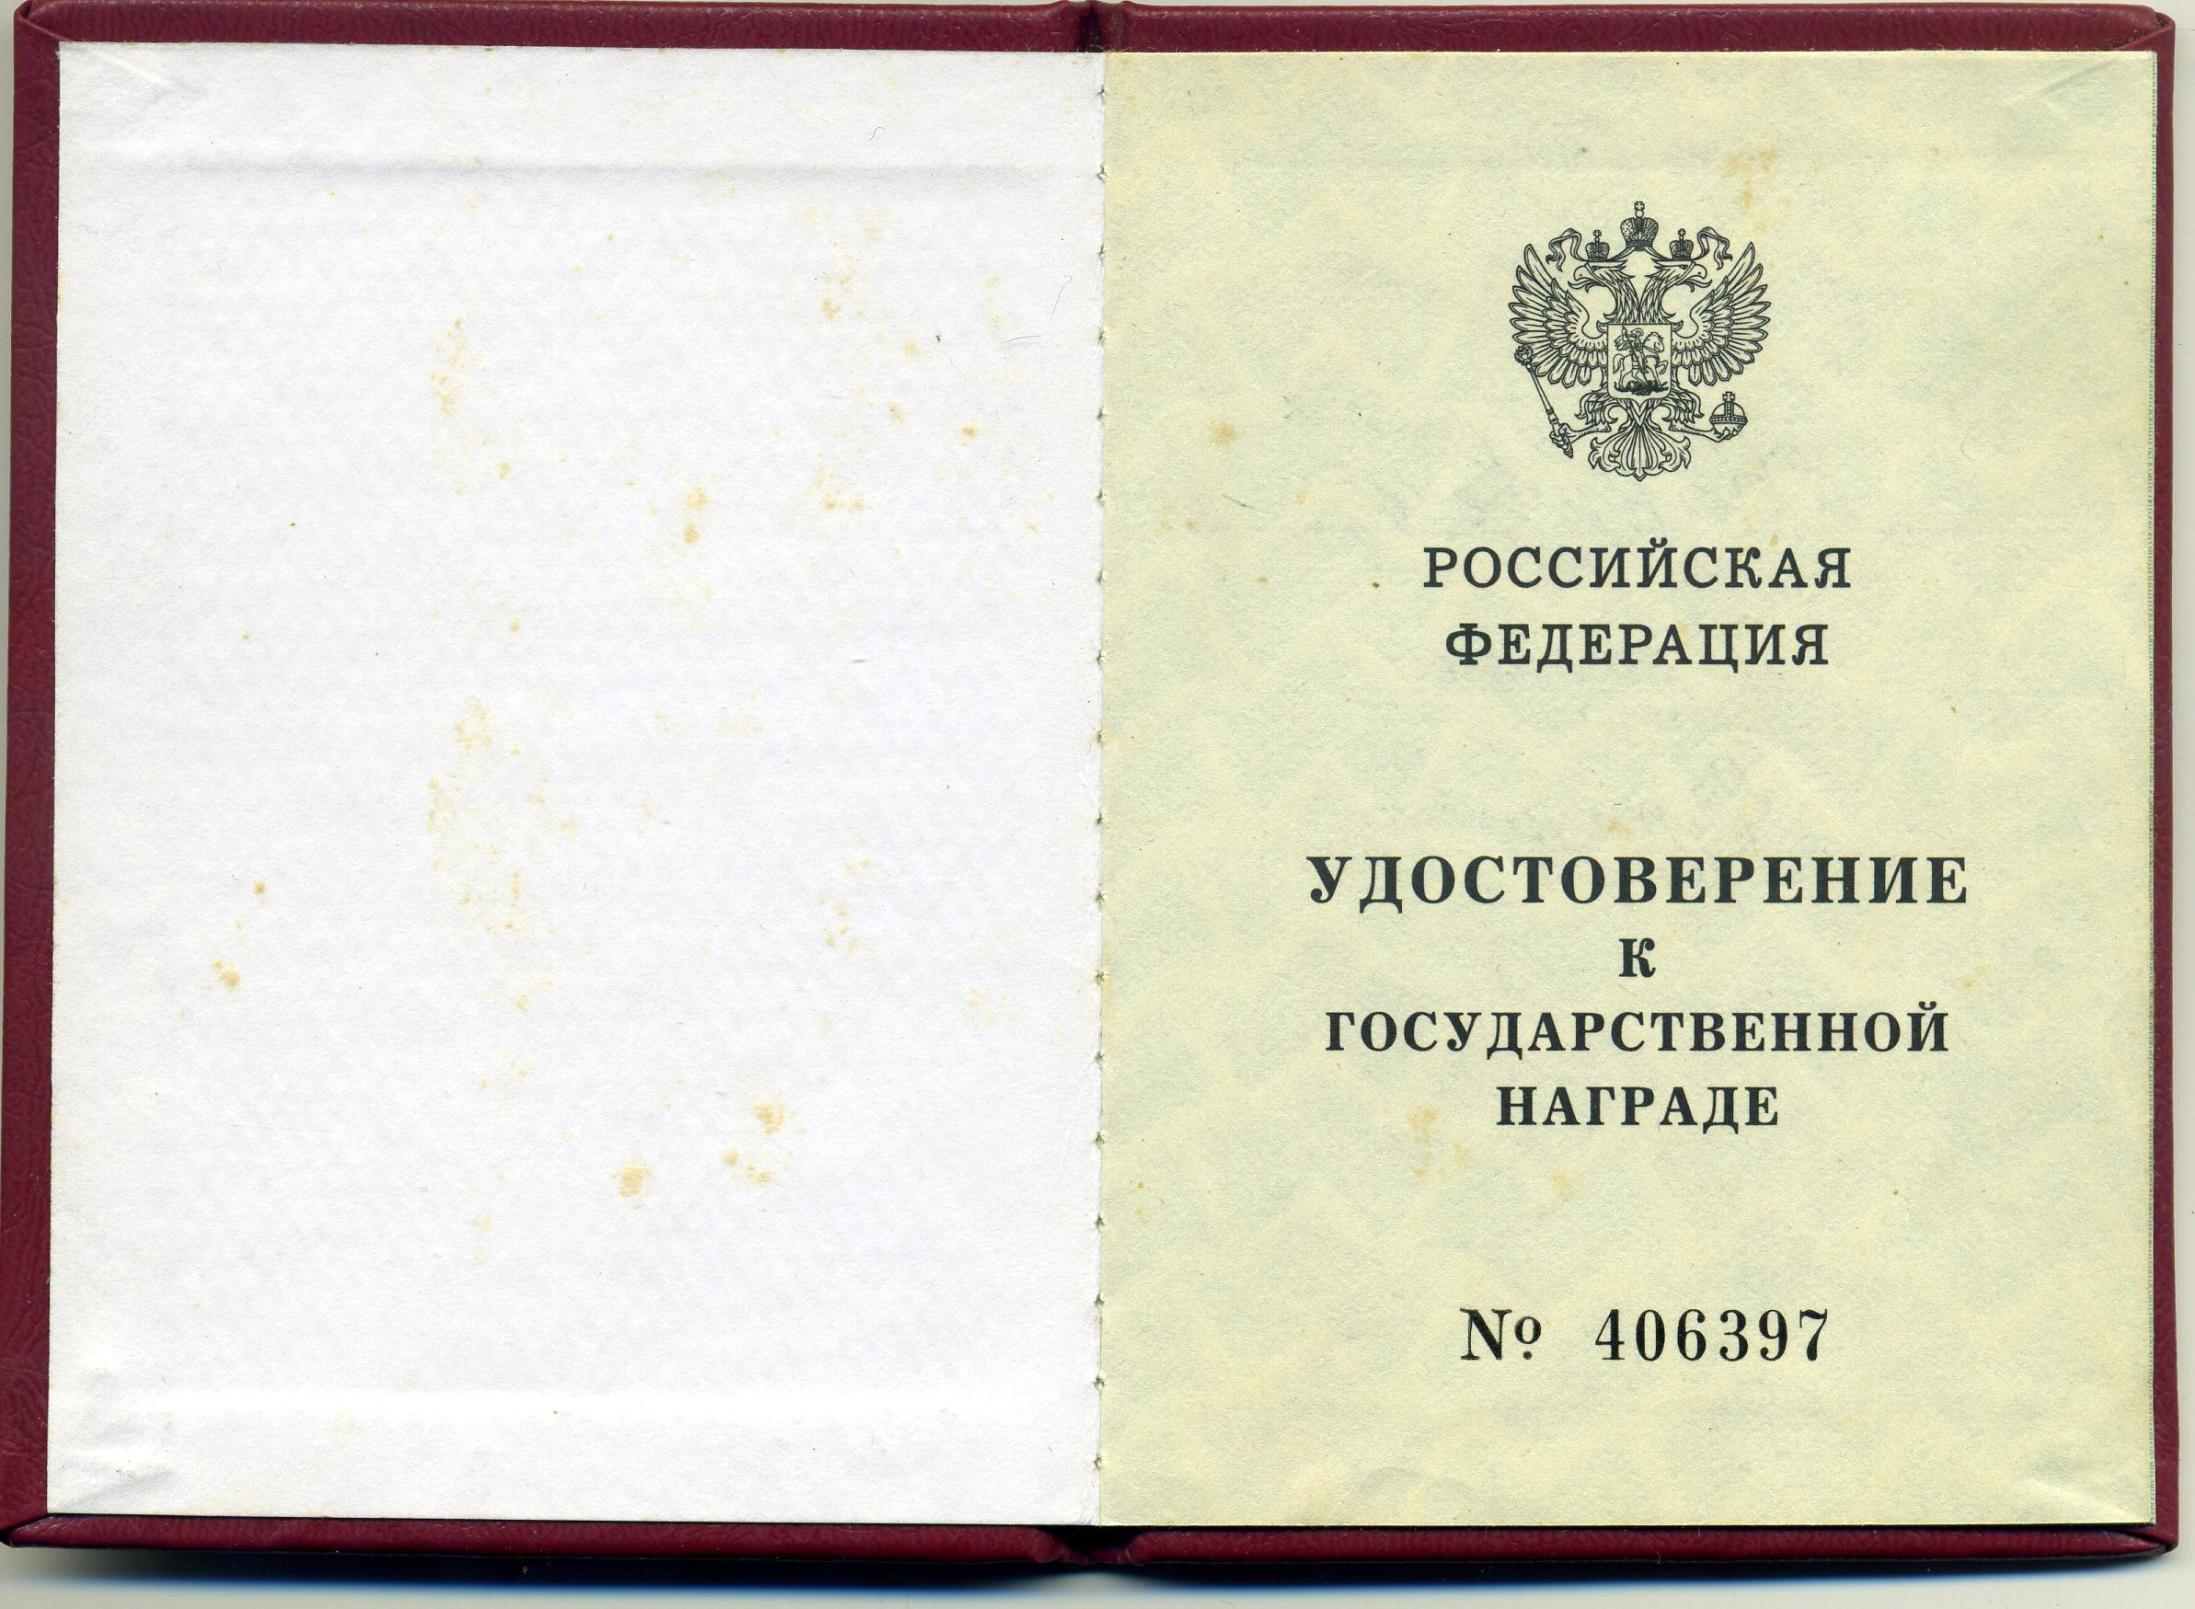 РОССИЙСКАЯ
ФЕДЕРАЦИЯ
УДОСТОВЕРЕНИЕ
К
ГОСУДАРСТВЕННОЙ
НАГРАДЕ
№ 406397